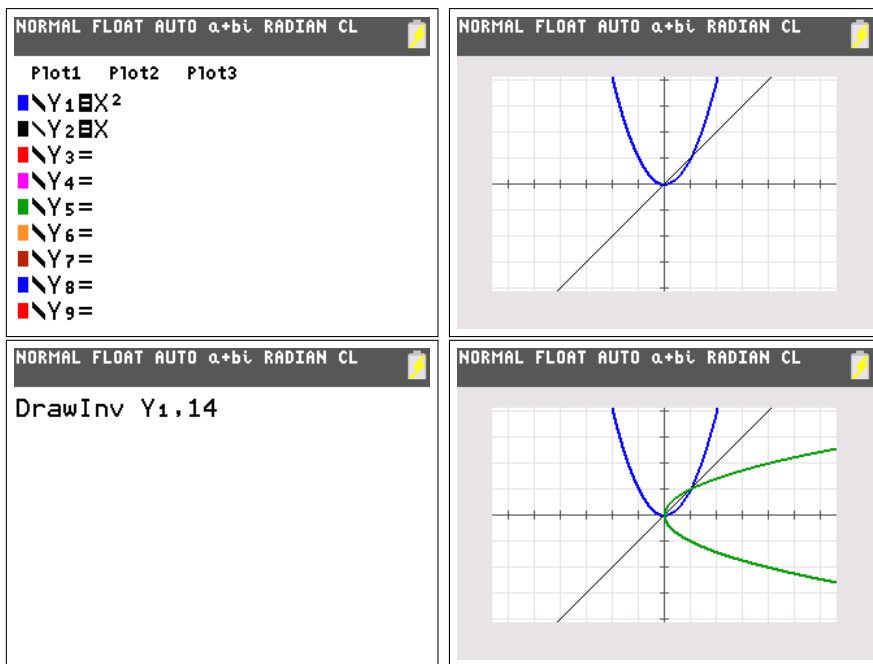 NORMAL FLOAT AUTO a+bi RADIAN CL
Plot1 Plot2 Plot3
\Y₁=X²
\Y₂=X
\Y₃=
\Y₄=
\Y₅=
\Y₆=
\Y₇=
\Y₈=
\Y₉=
NORMAL FLOAT AUTO a+bi RADIAN CL
NORMAL FLOAT AUTO a+bi RADIAN CL
DrawInv Y₁,14
NORMAL FLOAT AUTO a+bi RADIAN CL